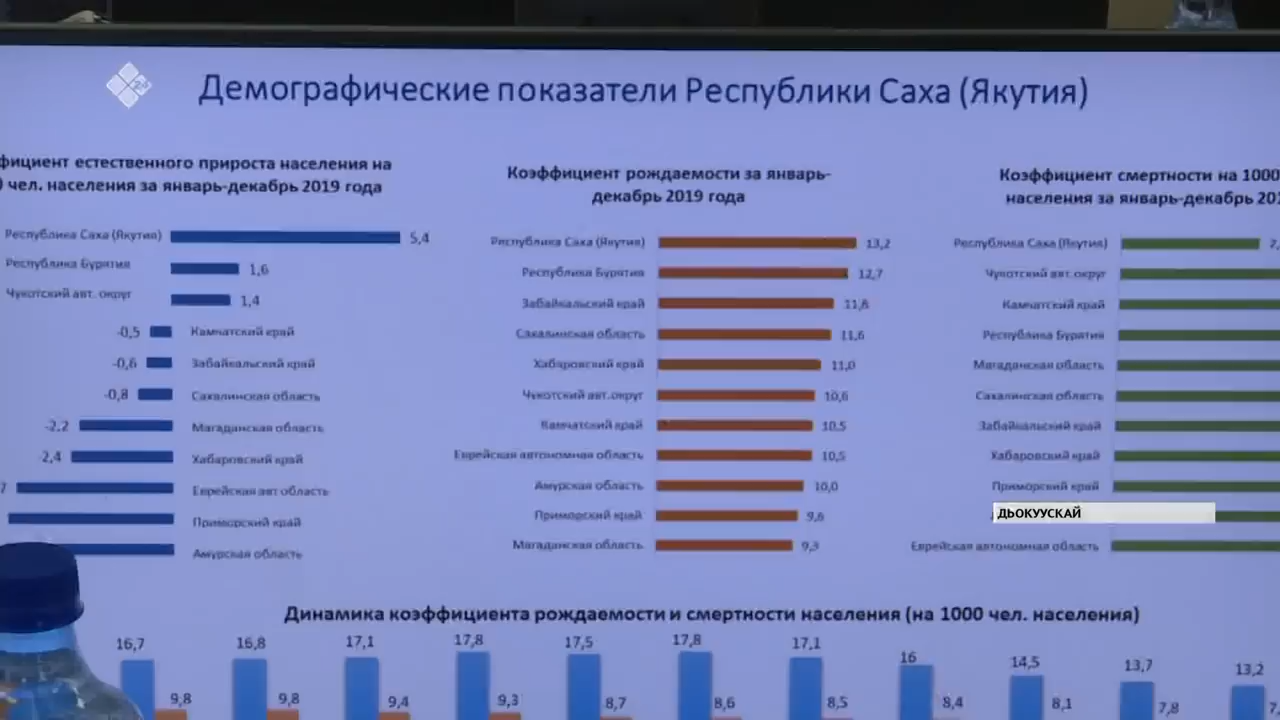 24
Демографические показатели Республики Саха (Якутия)
фициент естественного прироста населения на
чел. населения за январь-декабрь 2019 года
Республика Саха (Якутия) 5,4
Республика Бурятия 1,6
Чукотский авт. округ 1,4
-0,5 Камчатский край
-0,6 Забайкальский край
-0,8 Сахалинская область
-2,2 Магаданская область
-2,4 Хабаровский край
7 Еврейская авт область
Приморский край
Амурская область
Коэффициент рождаемости за январь-
декабрь 2019 года
Республика Саха (Якутия) 13,2
Республика Бурятия 12,7
Забайкальский край 11,8
Сахалинская область 11,6
Хабаровский край 11,0
Чукотский авт.округ 10,6
Камчатский край 10,5
Еврейская автономная область 10,5
Амурская область 10,0
Приморский край 9,6
Магаданская область 9,3
Коэффициент смертности на 1000
населения за январь-декабрь 201
Республика Саха (Якутия) 7,
Чукотский авт.округ
Камчатский край
Республика Бурятия
Магаданская область
Сахалинская область
Забайкальский край
Хабаровский край
Приморский край
ДЬОКУУСКАЙ
Еврейская автономная область
Динамика коэффициента рождаемости и смертности населения (на 1000 чел. населения)
16,7 16,8 17,1 17,8 17,5 17,8 17,1 16 14,5 13,7 13,2
9,8 9,8 9,4 9,3 8,7 8,6 8,5 8,4 8,1 7,8 7,